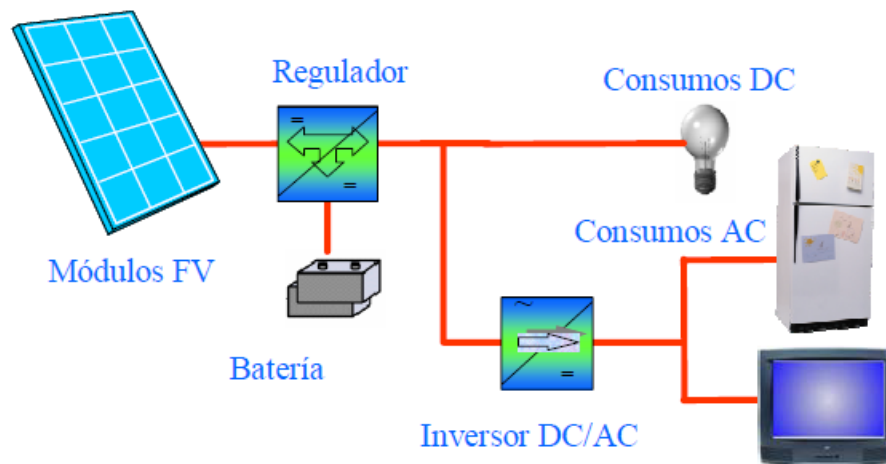 Regulador
Consumos DC
Módulos FV
Consumos AC
Batería
Inversor DC/AC